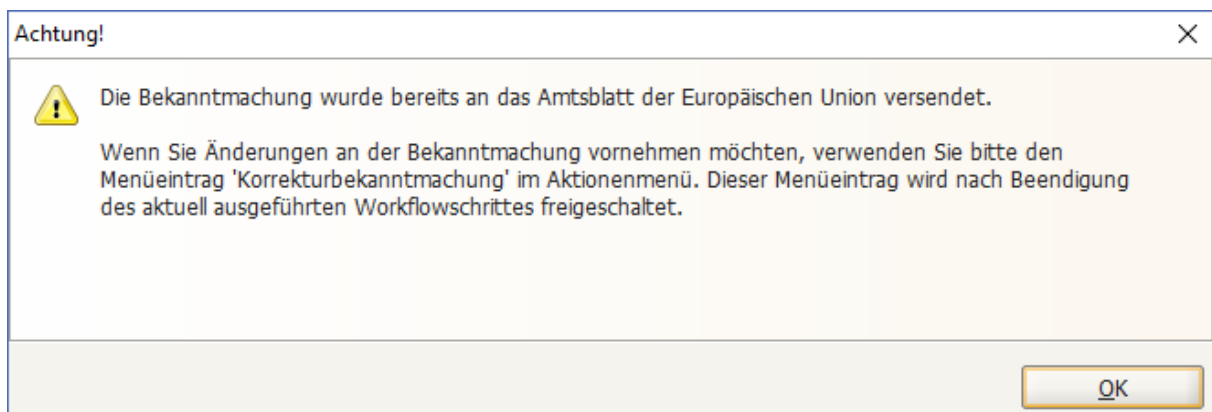 Achtung!
Die Bekanntmachung wurde bereits an das Amtsblatt der Europäischen Union versendet.
Wenn Sie Änderungen an der Bekanntmachung vornehmen möchten, verwenden Sie bitte den
Menüeintrag 'Korrekturbekanntmachung' im Aktionenmenü. Dieser Menüeintrag wird nach Beendigung
des aktuell ausgeführten Workflowschrittes freigeschaltet.
OK